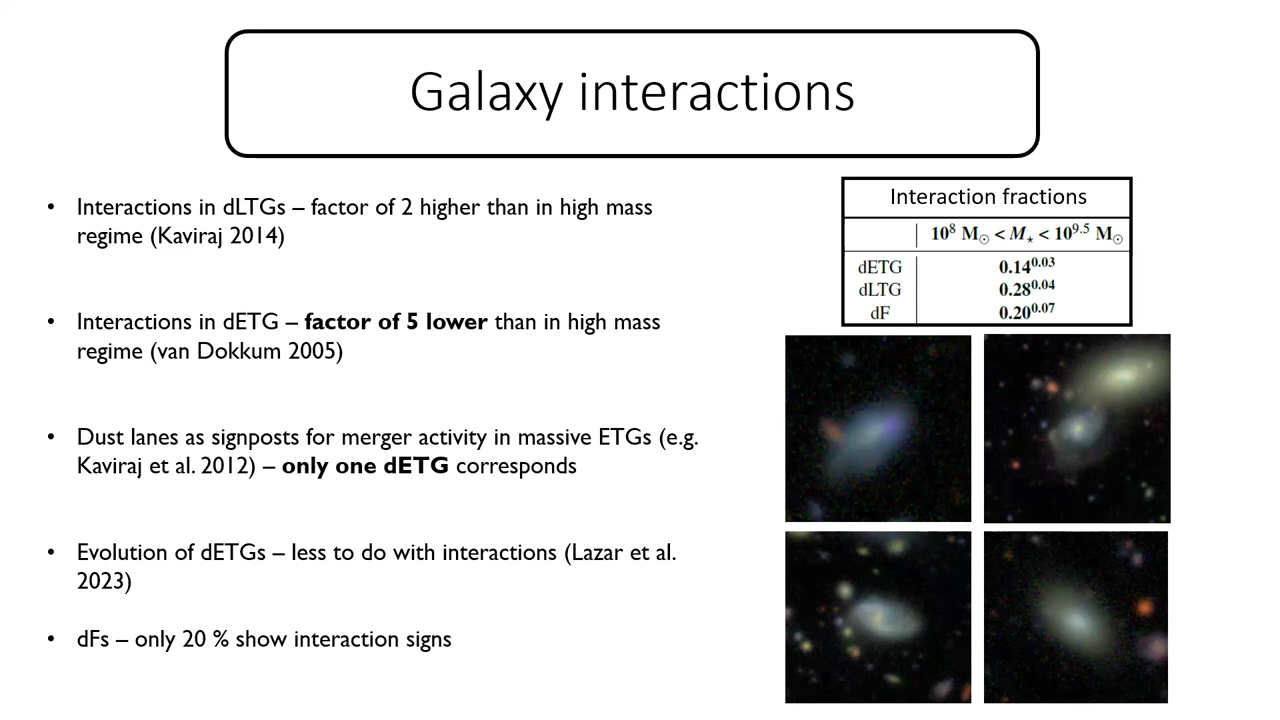 Galaxy interactions
• Interactions in dLTGs – factor of 2 higher than in high mass
regime (Kaviraj 2014)
• Interactions in dETG – factor of 5 lower than in high mass
regime (van Dokkum 2005)
• Dust lanes as signposts for merger activity in massive ETGs (e.g.
Kaviraj et al. 2012) – only one dETG corresponds
• Evolution of dETGs – less to do with interactions (Lazar et al.
2023)
• dFs – only 20 % show interaction signs
Interaction fractions
10⁸ M☉ < M⋆ < 10⁹·⁵ M☉
dETG 0.14⁰·⁰³
dLTG 0.28⁰·⁰⁴
dF 0.20⁰·⁰⁷